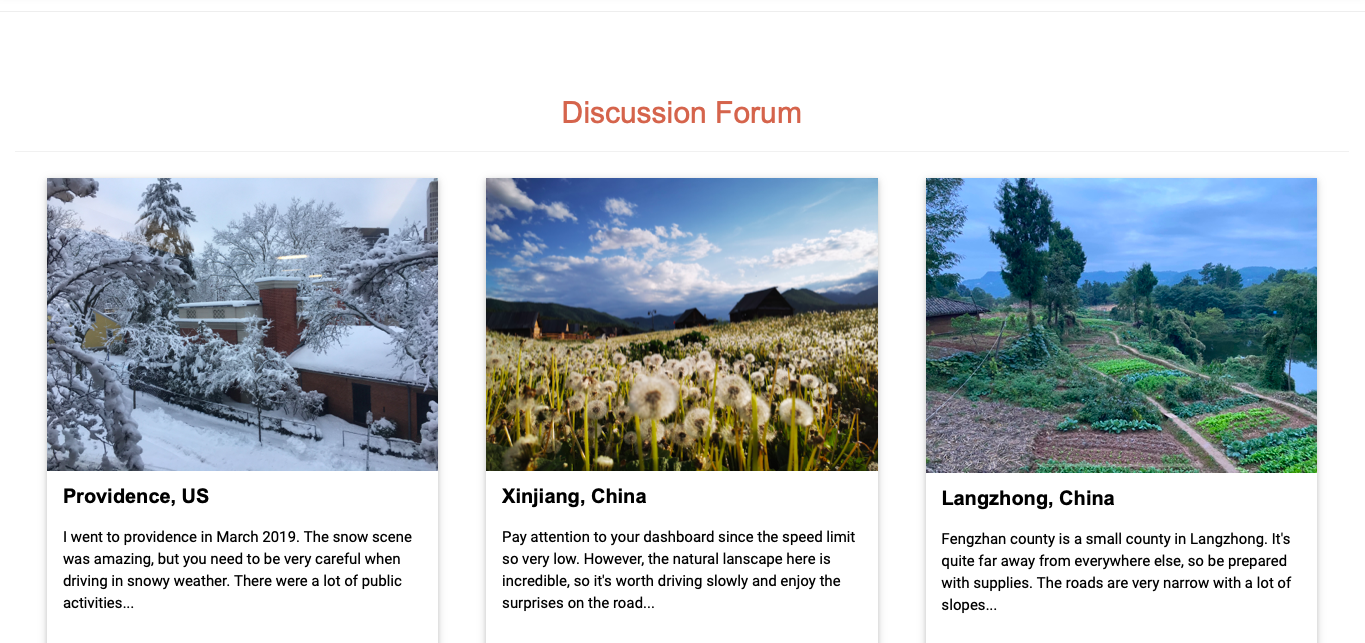 Discussion Forum
Providence, US
I went to providence in March 2019. The snow scene
was amazing, but you need to be very careful when
driving in snowy weather. There were a lot of public
activities...
Xinjiang, China
Pay attention to your dashboard since the speed limit
so very low. However, the natural lanscape here is
incredible, so it's worth driving slowly and enjoy the
surprises on the road...
Langzhong, China
Fengzhan county is a small county in Langzhong. It's
quite far away from everywhere else, so be prepared
with supplies. The roads are very narrow with a lot of
slopes...